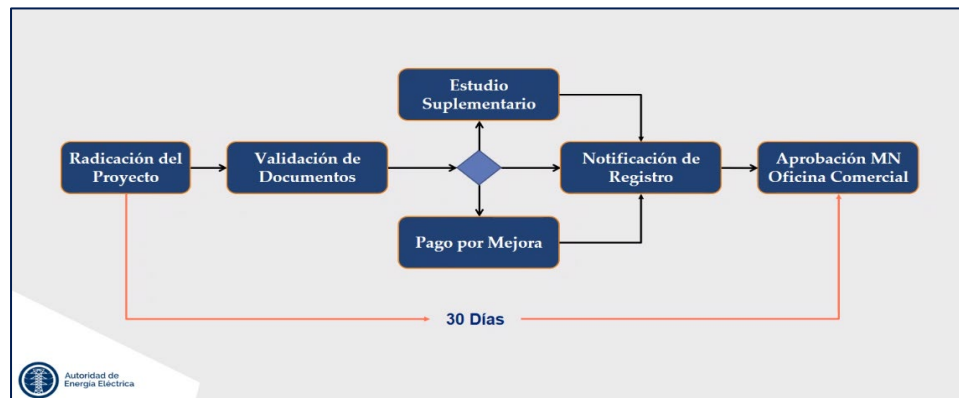 Estudio
Suplementario
Radicación del
Proyecto
Validación de
Documentos
Notificación de
Registro
Aprobación MN
Oficina Comercial
Pago por Mejora
30 Días
Autoridad de
Energía Eléctrica